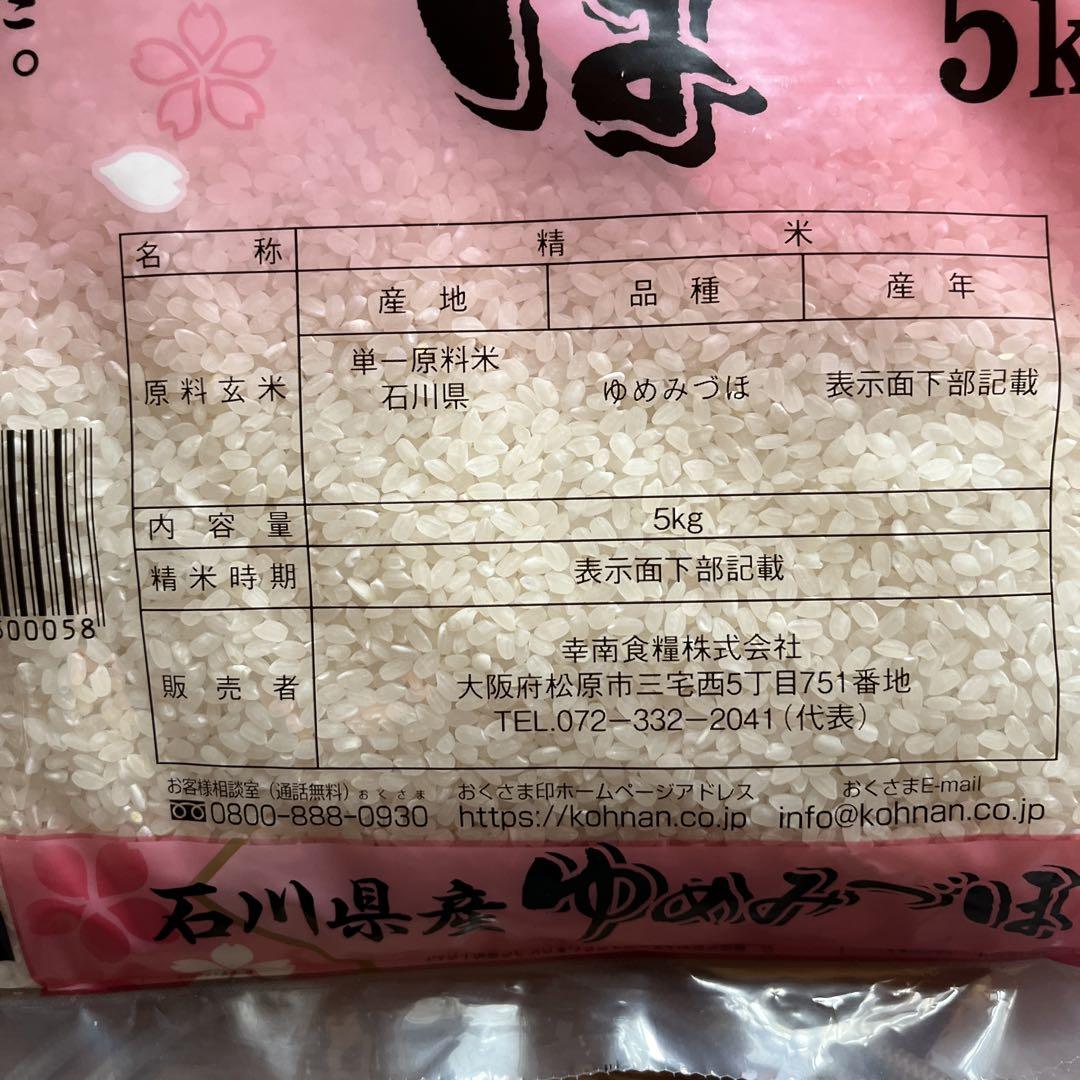 こ。
ほ
5k
名称 精米
産地 品種 産年
原料玄米
単一原料米
石川県 ゆめみづほ 表示面下部記載
内容量 5kg
精米時期 表示面下部記載
販売者
幸南食糧株式会社
大阪府松原市三宅西5丁目751番地
TEL.072-332-2041(代表)
お客様相談室(通話無料)おくさま
0800-888-0930
おくさま印ホームページアドレス
https://kohnan.co.jp
おくさまE-mail
info@kohnan.co.jp
00058
石川県産 ゆめみづほ